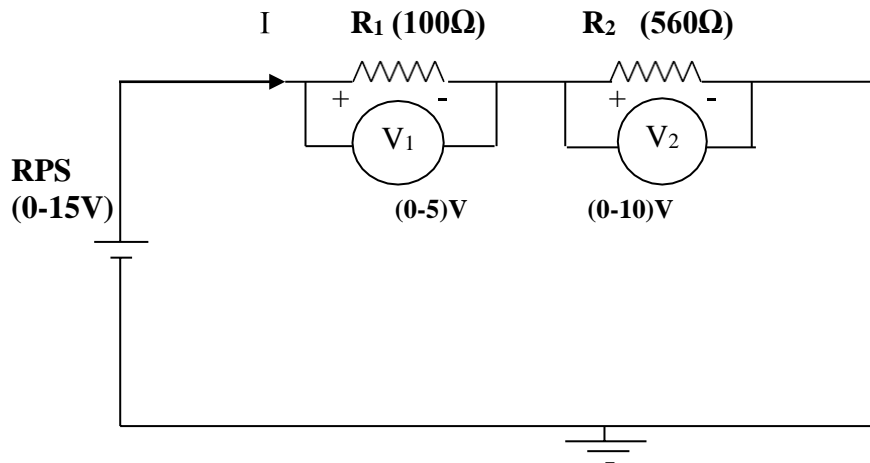 I R₁ (100Ω) R₂ (560Ω)
+ - + -
V₁ V₂
RPS
(0-15V)
(0-5)V (0-10)V